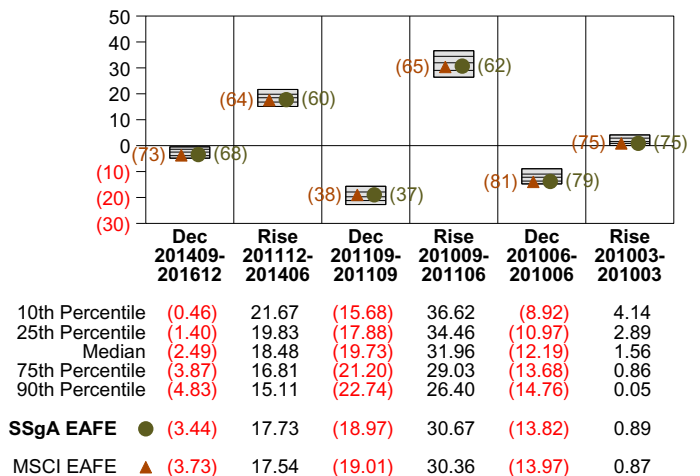 50
40
30
20
10
0
(10)
(20)
(30)
(73) (68)
(64) (60)
(38) (37)
(65) (62)
(81) (79)
(75) (75)
Dec 201409-201612
Rise 201112-201406
Dec 201109-201109
Rise 201009-201106
Dec 201006-201006
Rise 201003-201003
10th Percentile (0.46) 21.67 (15.68) 36.62 (8.92) 4.14
25th Percentile (1.40) 19.83 (17.88) 34.46 (10.97) 2.89
Median (2.49) 18.48 (19.73) 31.96 (12.19) 1.56
75th Percentile (3.87) 16.81 (21.20) 29.03 (13.68) 0.86
90th Percentile (4.83) 15.11 (22.74) 26.40 (14.76) 0.05
SSgA EAFE (3.44) 17.73 (18.97) 30.67 (13.82) 0.89
MSCI EAFE (3.73) 17.54 (19.01) 30.36 (13.97) 0.87